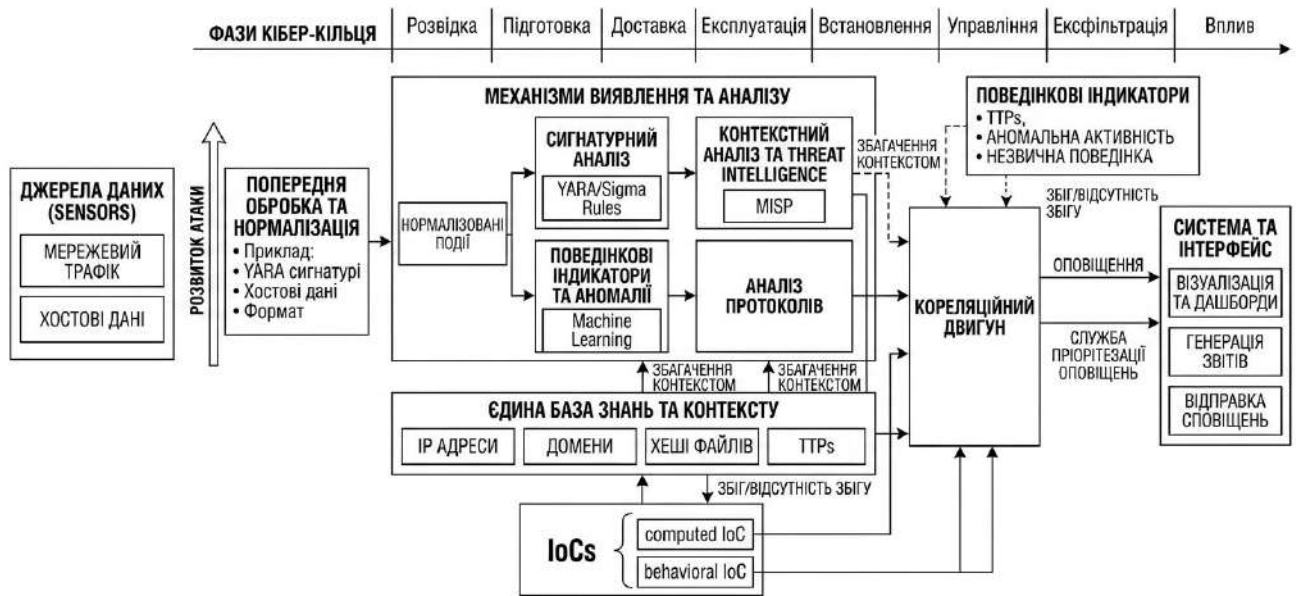 ФАЗИ КІБЕР-КІЛЬЦЯ
Розвідка
Підготовка
Доставка
Експлуатація
Встановлення
Управління
Ексфільтрація
Вплив
ДЖЕРЕЛА ДАНИХ
(SENSORS)
МЕРЕЖЕВИЙ
ТРАФІК
ХОСТОВІ ДАНІ
РОЗВИТОК АТАКИ
ПОПЕРЕДНЯ
ОБРОБКА ТА
НОРМАЛІЗАЦІЯ
• Приклад:
• YARA сигнатурі
• Хостові дані
• Формат
МЕХАНІЗМИ ВИЯВЛЕННЯ ТА АНАЛІЗУ
НОРМАЛІЗОВАНІ
ПОДІЇ
СИГНАТУРНИЙ
АНАЛІЗ
YARA/Sigma
Rules
КОНТЕКСТНИЙ
АНАЛІЗ ТА THREAT
INTELLIGENCE
MISP
ПОВЕДІНКОВІ
ІНДИКАТОРИ
ТА АНОМАЛІЇ
Machine
Learning
АНАЛІЗ
ПРОТОКОЛІВ
ЗБАГАЧЕННЯ
КОНТЕКСТОМ
ПОВЕДІНКОВІ ІНДИКАТОРИ
• TTPs,
• АНОМАЛЬНА АКТИВНІСТЬ
• НЕЗВИЧНА ПОВЕДІНКА
ЗБІГ/ВІДСУТНІСТЬ
ЗБІГУ
КОРЕЛЯЦІЙНИЙ
ДВИГУН
ОПОВІЩЕННЯ
СЛУЖБА
ПРІОРІТЕЗАЦІЇ
ОПОВІЩЕНЬ
СИСТЕМА ТА
ІНТЕРФЕЙС
ВІЗУАЛІЗАЦІЯ
ТА ДАШБОРДИ
ГЕНЕРАЦІЯ
ЗВІТІВ
ВІДПРАВКА
СПОВІЩЕНЬ
ЗБАГАЧЕННЯ
КОНТЕКСТОМ
ЗБАГАЧЕННЯ
КОНТЕКСТОМ
ЄДИНА БАЗА ЗНАНЬ ТА КОНТЕКСТУ
IP АДРЕСИ
ДОМЕНИ
ХЕШІ ФАЙЛІВ
TTPs
ЗБІГ/ВІДСУТНІСТЬ ЗБІГУ
IoCs
computed IoC
behavioral IoC